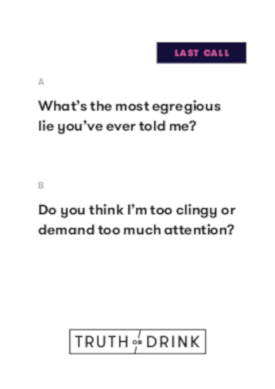 LAST CALL
A
What's the most egregious
lie you've ever told me?
B
Do you think I'm too clingy or
demand too much attention?
TRUTH OR DRINK